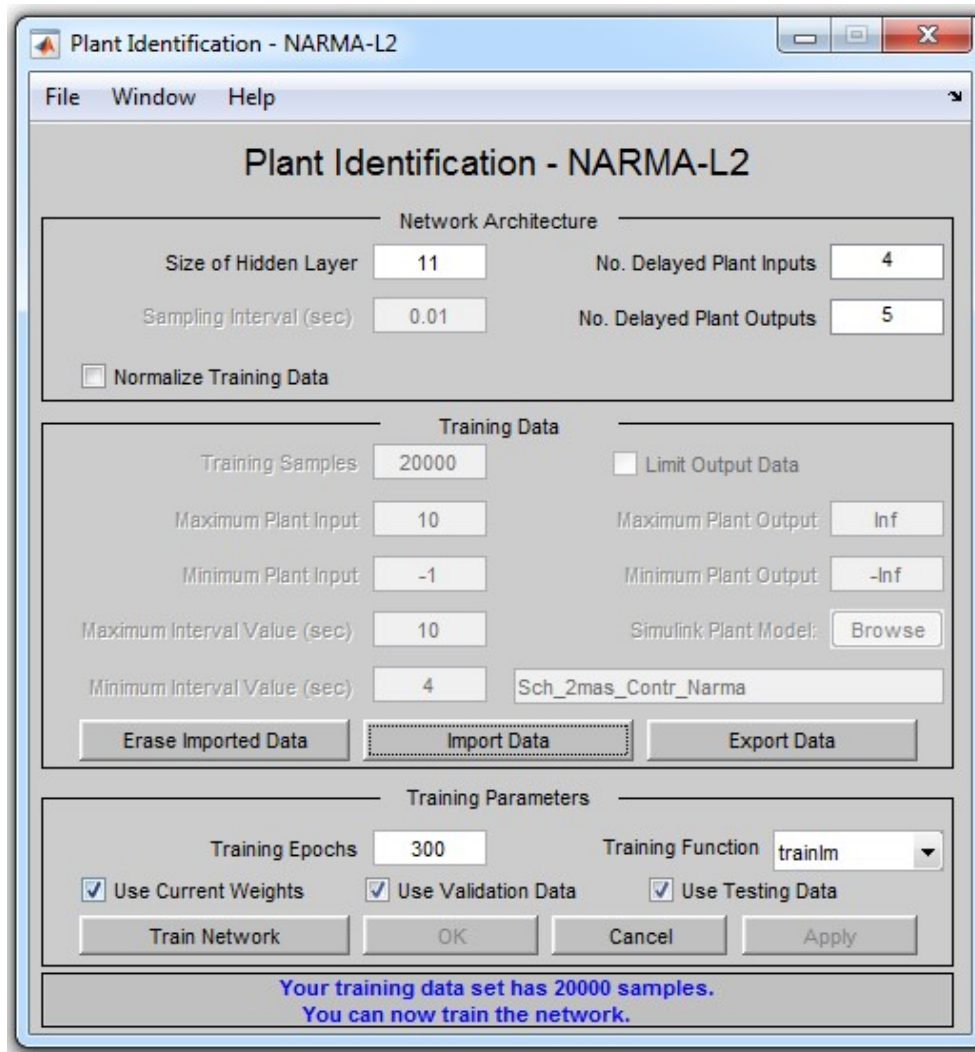 Plant Identification - NARMA-L2
File Window Help
Plant Identification - NARMA-L2
Network Architecture
Size of Hidden Layer 11 No. Delayed Plant Inputs 4
Sampling Interval (sec) 0.01 No. Delayed Plant Outputs 5
Normalize Training Data
Training Data
Training Samples 20000 Limit Output Data
Maximum Plant Input 10 Maximum Plant Output Inf
Minimum Plant Input -1 Minimum Plant Output -Inf
Maximum Interval Value (sec) 10 Simulink Plant Model: Browse
Minimum Interval Value (sec) 4 Sch_2mas_Contr_Narma
Erase Imported Data Import Data Export Data
Training Parameters
Training Epochs 300 Training Function trainlm
Use Current Weights Use Validation Data Use Testing Data
Train Network OK Cancel Apply
Your training data set has 20000 samples.
You can now train the network.